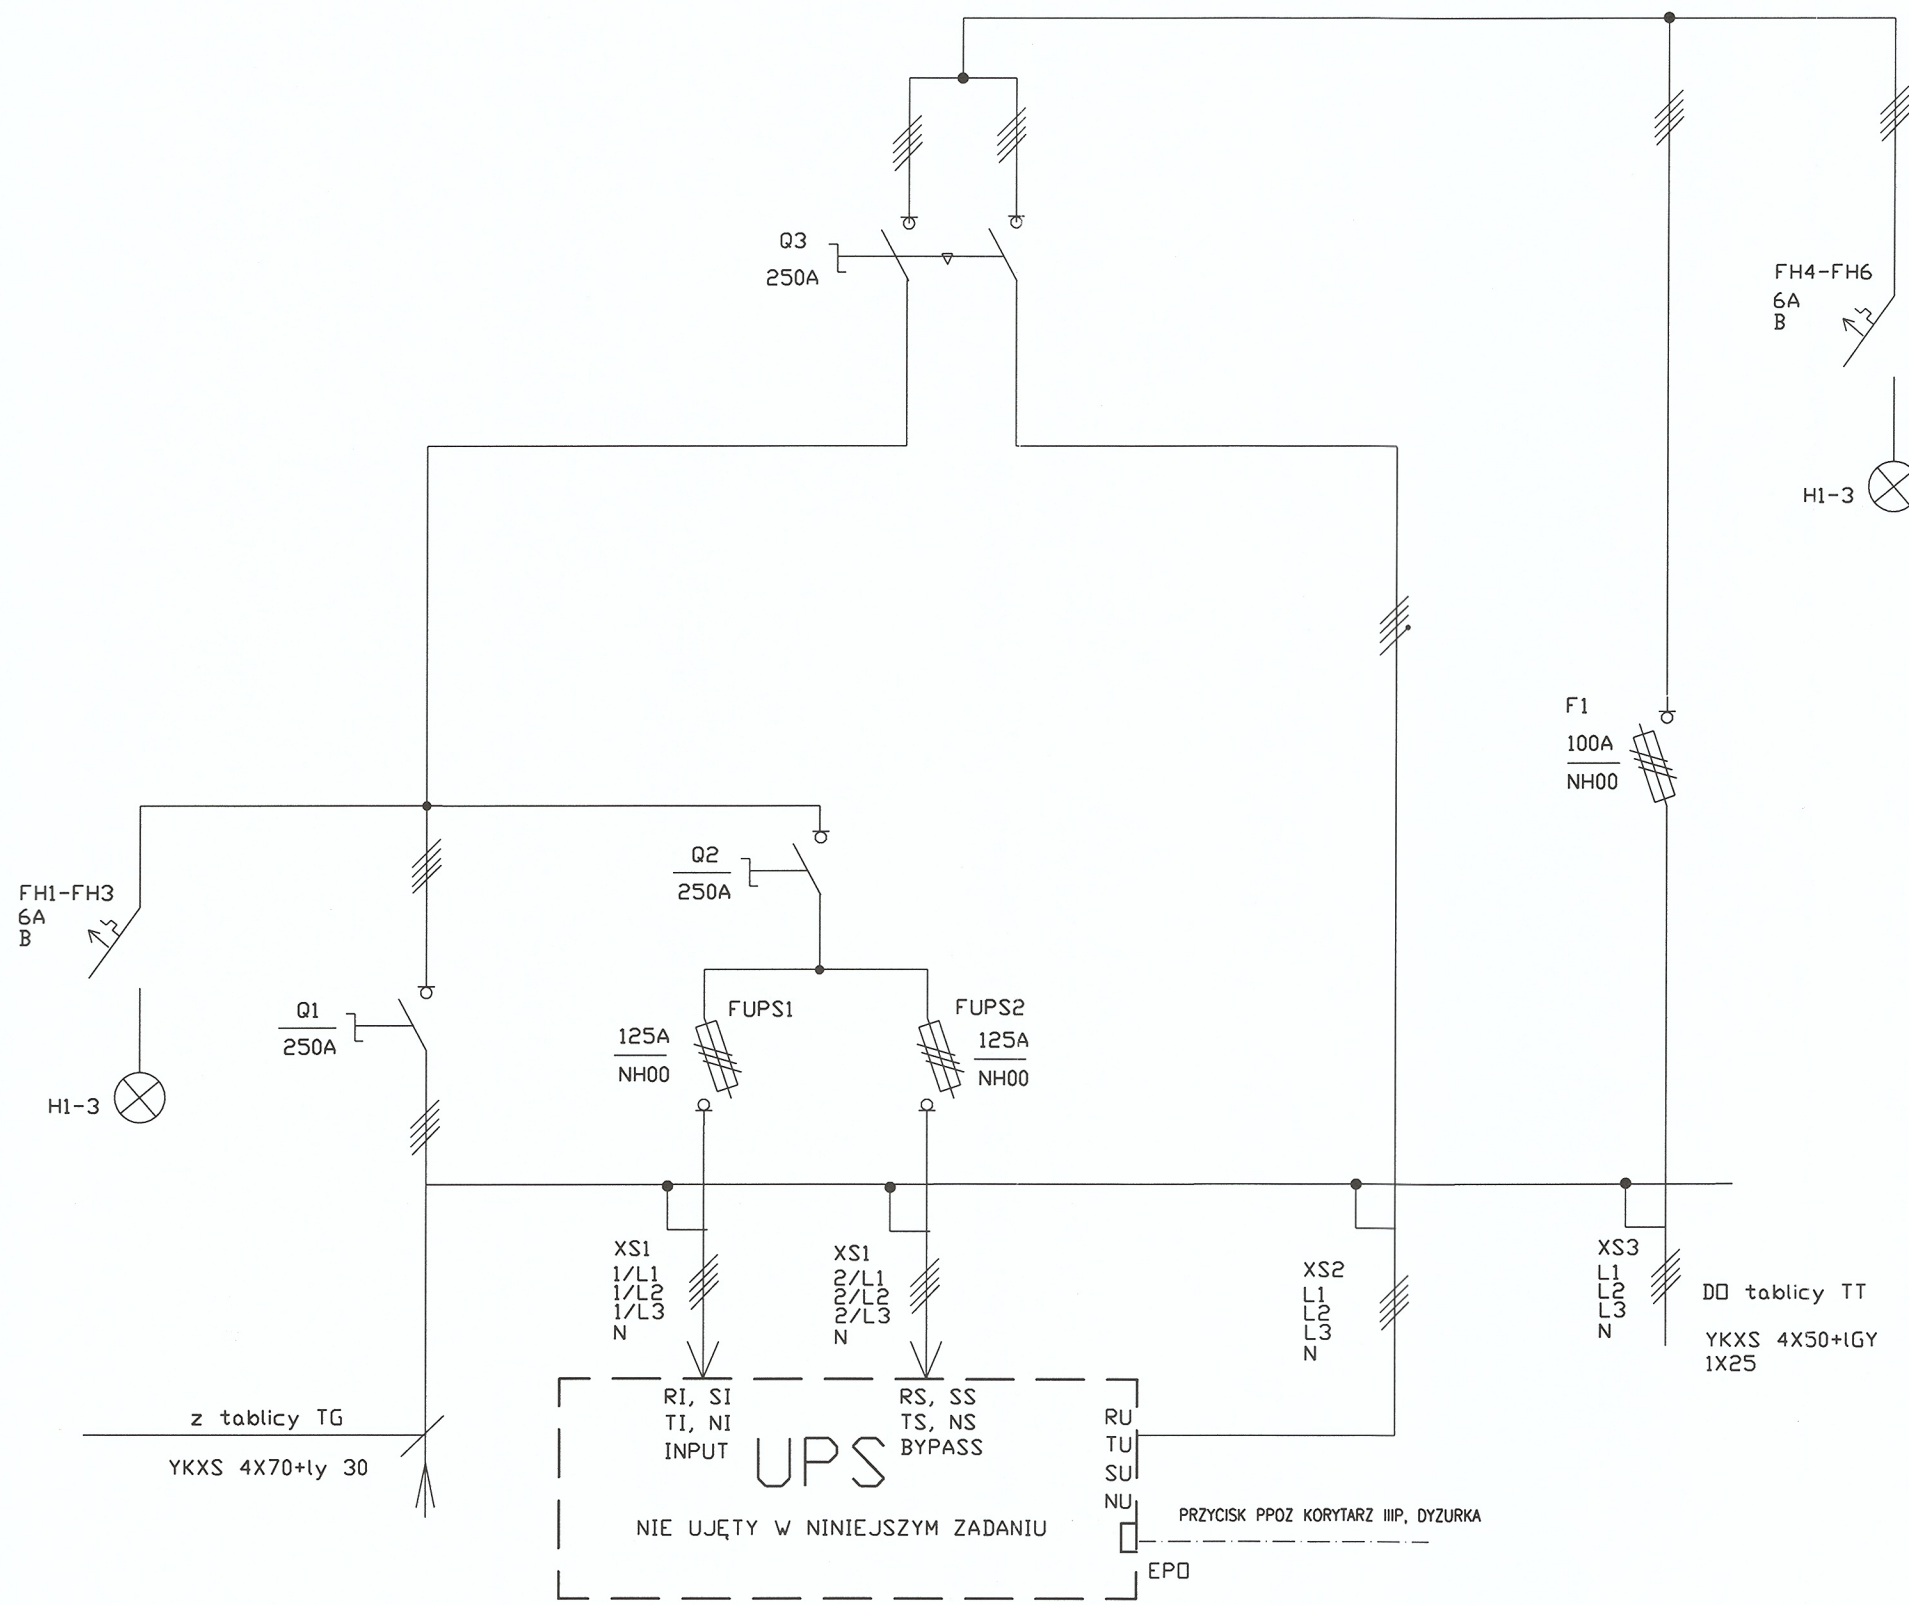 Q3
250A
FH4-FH6
6A
B
H1-3
F1
100A
NH00
Q2
250A
FH1-FH3
6A
B
Q1
250A
H1-3
FUPS1
125A
NH00
FUPS2
125A
NH00
XS1
1/L1
1/L2
1/L3
N
XS1
2/L1
2/L2
2/L3
N
XS2
L1
L2
L3
N
XS3
L1
L2
L3
N
DO tablicy TT
YKXS 4X50+lGY
1X25
z tablicy TG
YKXS 4X70+ly 30
RI, SI
TI, NI
INPUT
RS, SS
TS, NS
BYPASS
UPS
NIE UJĘTY W NINIEJSZYM ZADANIU
RU
TU
SU
NU
PRZYCISK PPOZ KORYTARZ IIIP, DYZURKA
EPO